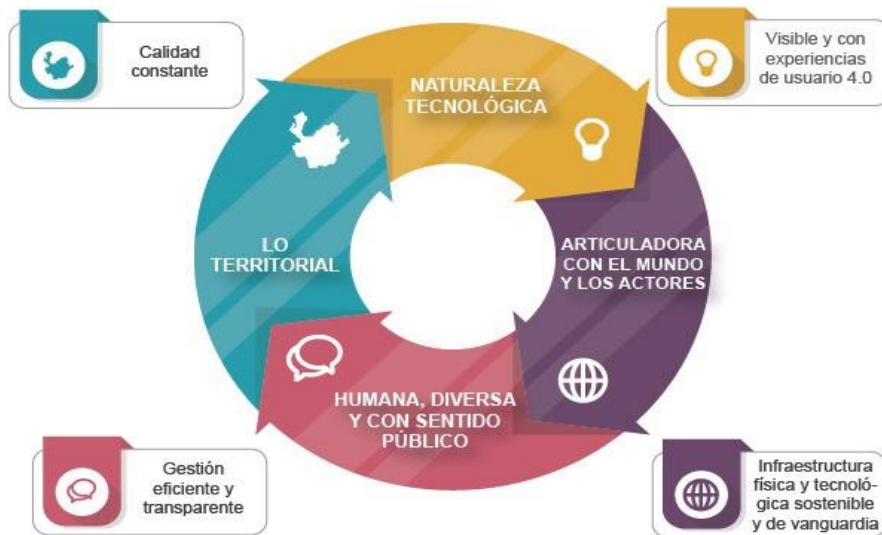 Calidad
constante
Visible y con
experiencias
de usuario 4.0
NATURALEZA
TECNOLÓGICA
LO
TERRITORIAL
ARTICULADORA
CON EL MUNDO
Y LOS ACTORES
HUMANA, DIVERSA
Y CON SENTIDO
PÚBLICO
Gestión
eficiente y
transparente
Infraestructura
física y tecnoló-
gica sostenible
y de vanguardia